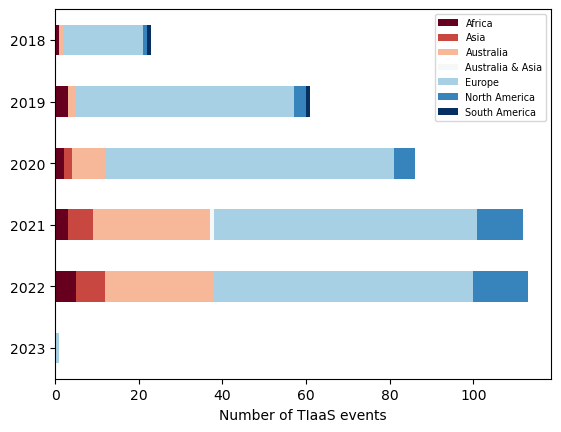 2018
2019
2020
2021
2022
2023
0 20 40 60 80 100
Number of TIaaS events
Africa
Asia
Australia
Australia & Asia
Europe
North America
South America